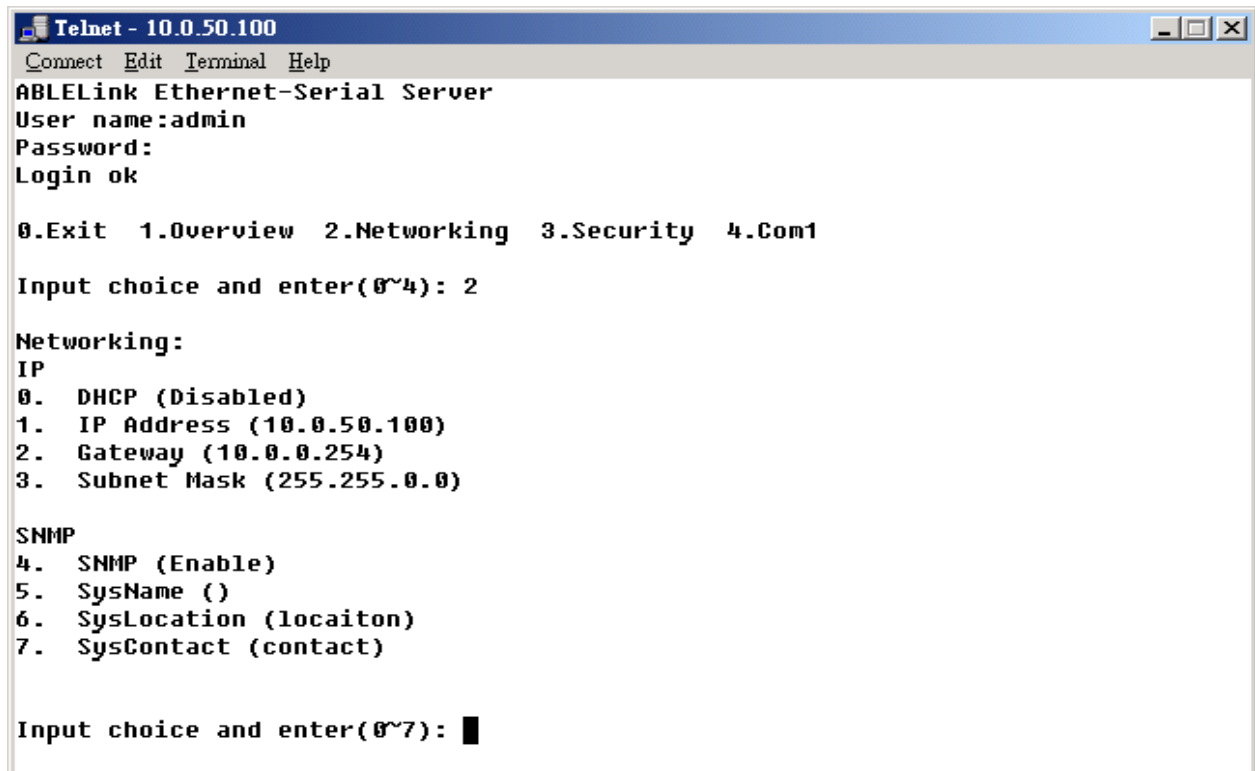 Telnet - 10.0.50.100
Connect Edit Terminal Help
ABLELink Ethernet-Serial Server
User name:admin
Password:
Login ok
0.Exit 1.Overview 2.Networking 3.Security 4.Com1
Input choice and enter(0~4): 2
Networking:
IP
0. DHCP (Disabled)
1. IP Address (10.0.50.100)
2. Gateway (10.0.0.254)
3. Subnet Mask (255.255.0.0)
SNMP
4. SNMP (Enable)
5. SysName ()
6. SysLocation (locaiton)
7. SysContact (contact)
Input choice and enter(0~7):